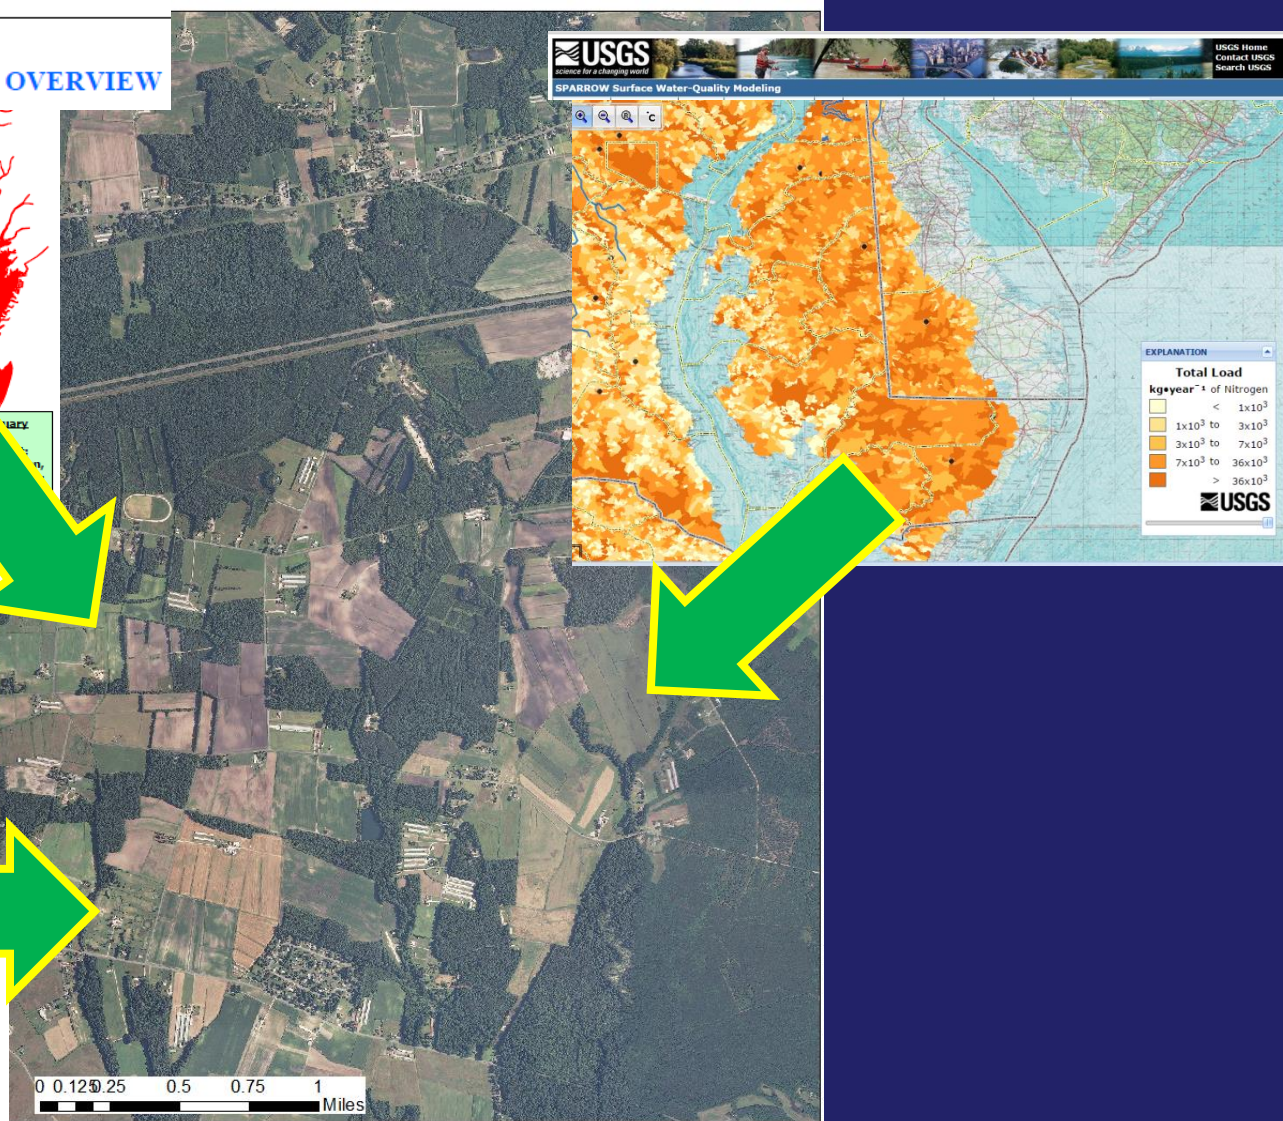 OVERVIEW
USGS
science for a changing world
USGS Home
Contact USGS
Search USGS
SPARROW Surface Water-Quality Modeling
EXPLANATION
Total Load
kg•year⁻¹ of Nitrogen
< 1x10³
1x10³ to 3x10³
3x10³ to 7x10³
7x10³ to 36x10³
> 36x10³
USGS
0 0.125 0.25 0.5 0.75 1
Miles